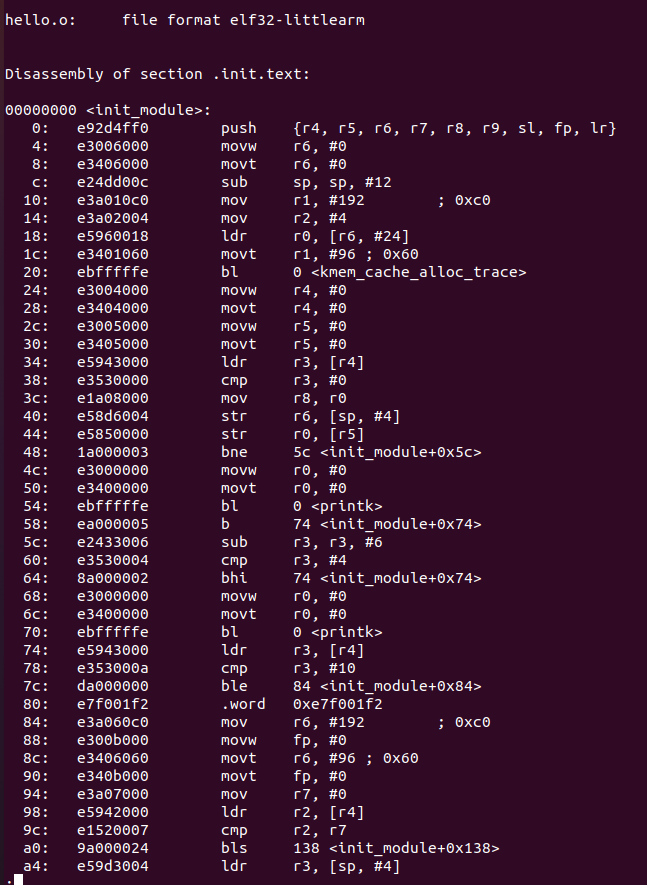 hello.o:     file format elf32-littlearm
Disassembly of section .init.text:
00000000 <init_module>:
   0:   e92d4ff0        push    {r4, r5, r6, r7, r8, r9, sl, fp, lr}
   4:   e3006000        movw    r6, #0
   8:   e3406000        movt    r6, #0
   c:   e24dd00c        sub     sp, sp, #12
  10:   e3a010c0        mov     r1, #192        ; 0xc0
  14:   e3a02004        mov     r2, #4
  18:   e5960018        ldr     r0, [r6, #24]
  1c:   e3401060        movt    r1, #96 ; 0x60
  20:   ebfffffe        bl      0 <kmem_cache_alloc_trace>
  24:   e3004000        movw    r4, #0
  28:   e3404000        movt    r4, #0
  2c:   e3005000        movw    r5, #0
  30:   e3405000        movt    r5, #0
  34:   e5943000        ldr     r3, [r4]
  38:   e3530000        cmp     r3, #0
  3c:   e1a08000        mov     r8, r0
  40:   e58d6004        str     r6, [sp, #4]
  44:   e5850000        str     r0, [r5]
  48:   1a000003        bne     5c <init_module+0x5c>
  4c:   e3000000        movw    r0, #0
  50:   e3400000        movt    r0, #0
  54:   ebfffffe        bl      0 <printk>
  58:   ea000005        b       74 <init_module+0x74>
  5c:   e2433006        sub     r3, r3, #6
  60:   e3530004        cmp     r3, #4
  64:   8a000002        bhi     74 <init_module+0x74>
  68:   e3000000        movw    r0, #0
  6c:   e3400000        movt    r0, #0
  70:   ebfffffe        bl      0 <printk>
  74:   e5943000        ldr     r3, [r4]
  78:   e353000a        cmp     r3, #10
  7c:   da000000        ble     84 <init_module+0x84>
  80:   e7f001f2        .word   0xe7f001f2
  84:   e3a060c0        mov     r6, #192        ; 0xc0
  88:   e300b000        movw    fp, #0
  8c:   e3406060        movt    r6, #96 ; 0x60
  90:   e340b000        movt    fp, #0
  94:   e3a07000        mov     r7, #0
  98:   e5942000        ldr     r2, [r4]
  9c:   e1520007        cmp     r2, r7
  a0:   9a000024        bls     138 <init_module+0x138>
  a4:   e59d3004        ldr     r3, [sp, #4]